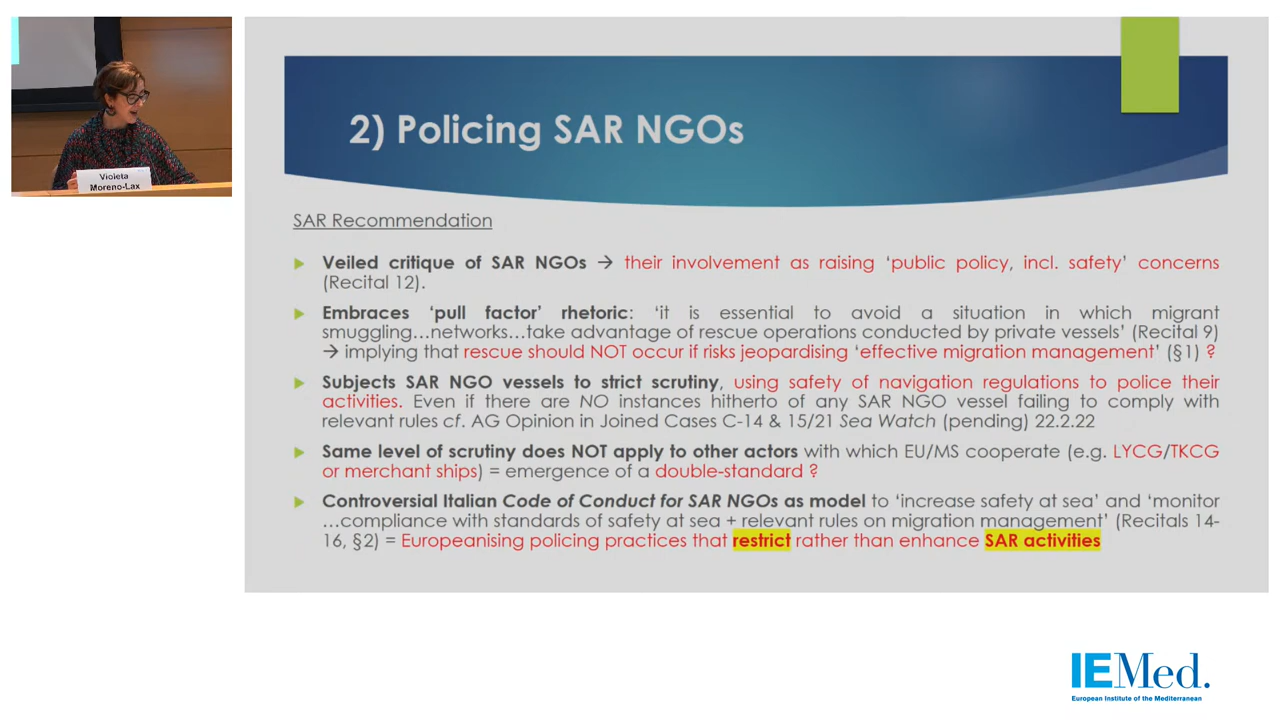 Violeta
Moreno-Lax
2) Policing SAR NGOs
SAR Recommendation
Veiled critique of SAR NGOs → their involvement as raising ‘public policy, incl. safety’ concerns
(Recital 12).
Embraces ‘pull factor’ rhetoric: ‘it is essential to avoid a situation in which migrant
smuggling…networks…take advantage of rescue operations conducted by private vessels’ (Recital 9)
→ implying that rescue should NOT occur if risks jeopardising ‘effective migration management’ (§1) ?
Subjects SAR NGO vessels to strict scrutiny, using safety of navigation regulations to police their
activities. Even if there are NO instances hitherto of any SAR NGO vessel failing to comply with
relevant rules cf. AG Opinion in Joined Cases C-14 & 15/21 Sea Watch (pending) 22.2.22
Same level of scrutiny does NOT apply to other actors with which EU/MS cooperate (e.g. LYCG/TKCG
or merchant ships) = emergence of a double-standard ?
Controversial Italian Code of Conduct for SAR NGOs as model to ‘increase safety at sea’ and ‘monitor
…compliance with standards of safety at sea + relevant rules on migration management’ (Recitals 14-
16, §2) = Europeanising policing practices that restrict rather than enhance SAR activities
IEMed.
European Institute of the Mediterranean